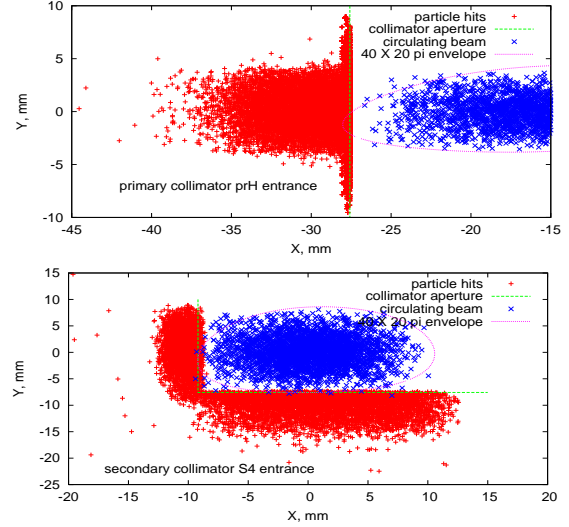 10
5
0
-5
10
-45
-40
-35
-30
-25
-20
-15
Y, mm
X, mm
particle hits
collimator aperture
circulating beam
40 X 20 pi envelope
primary collimator prH entrance
15
10
5
0
-5
-10
-15
-20
-25
-20
-15
-10
-5
0
5
10
15
20
Y, mm
X, mm
particle hits
collimator aperture
circulating beam
40 X 20 pi envelope
secondary collimator S4 entrance